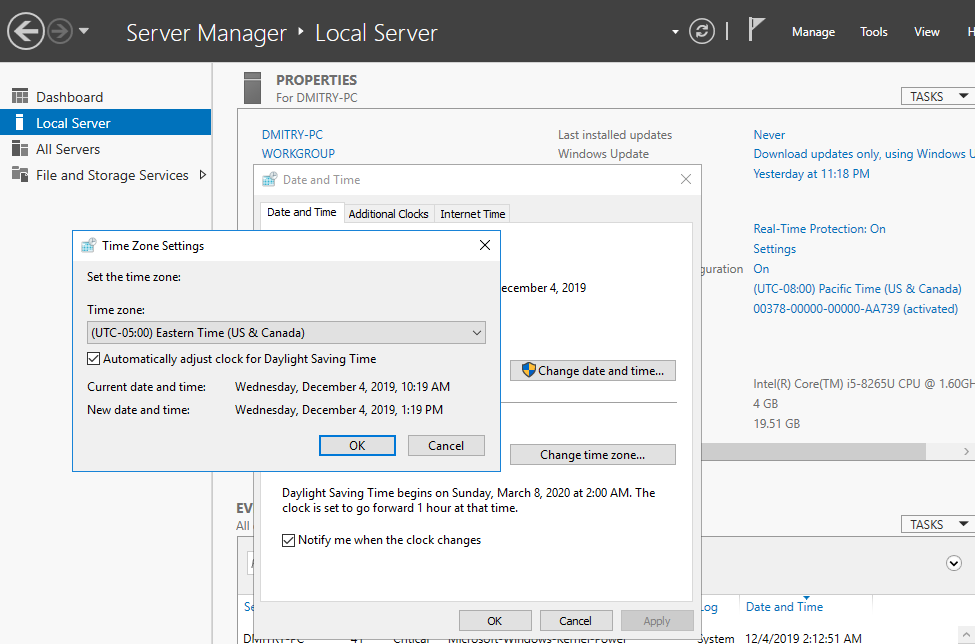 Server Manager ‣ Local Server
Manage Tools View H
Dashboard
Local Server
All Servers
File and Storage Services
PROPERTIES
For DMITRY-PC
TASKS
DMITRY-PC
WORKGROUP
Last installed updates
Windows Update
Never
Download updates only, using Windows U
Yesterday at 11:18 PM
Real-Time Protection: On
Settings
guration On
(UTC-08:00) Pacific Time (US & Canada)
00378-00000-00000-AA739 (activated)
Intel(R) Core(TM) i5-8265U CPU @ 1.60GH
4 GB
19.51 GB
Date and Time
Date and Time Additional Clocks Internet Time
ecember 4, 2019
Change date and time...
Change time zone...
Daylight Saving Time begins on Sunday, March 8, 2020 at 2:00 AM. The
clock is set to go forward 1 hour at that time.
Notify me when the clock changes
OK Cancel Apply
Time Zone Settings
Set the time zone:
Time zone:
(UTC-05:00) Eastern Time (US & Canada)
Automatically adjust clock for Daylight Saving Time
Current date and time: Wednesday, December 4, 2019, 10:19 AM
New date and time: Wednesday, December 4, 2019, 1:19 PM
OK Cancel
EV
All
TASKS
Se
Log Date and Time
DMITRY-PC 41 Critical Microsoft-Windows-Kernel-Power System 12/4/2019 2:12:51 AM